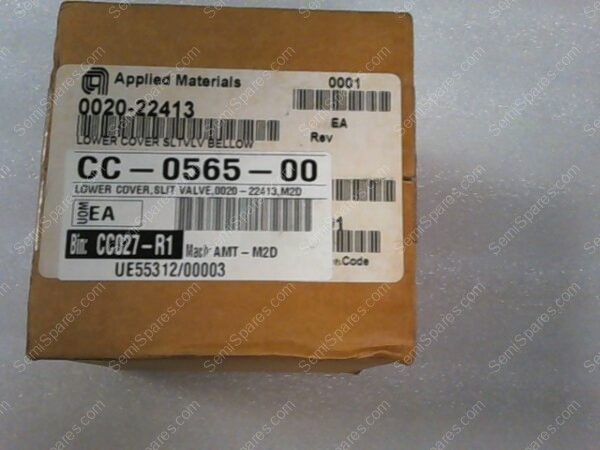 Applied Materials
0001
0020-22413
EA
LOWER COVER SLTVLV BELLOW
Rev
CC-0565-00
LOWER COVER,SLIT VALVE,0020-22413,M2D
UOM EA
Bin: CC027-R1 Mach: AMT-M2D
Code
UE55312/00003
SemiSpares.com